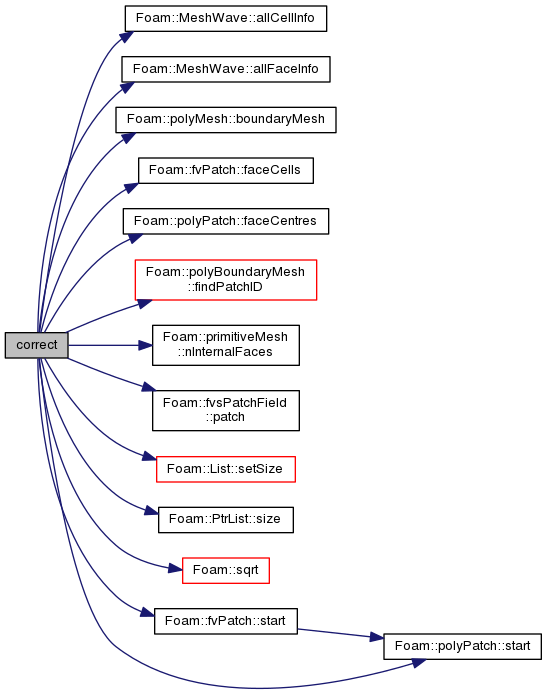 Foam::MeshWave::allCellInfo
Foam::MeshWave::allFaceInfo
Foam::polyMesh::boundaryMesh
Foam::fvPatch::faceCells
Foam::polyPatch::faceCentres
Foam::polyBoundaryMesh
::findPatchID
correct
Foam::primitiveMesh
::nInternalFaces
Foam::fvsPatchField
::patch
Foam::List::setSize
Foam::PtrList::size
Foam::sqrt
Foam::fvPatch::start
Foam::polyPatch::start